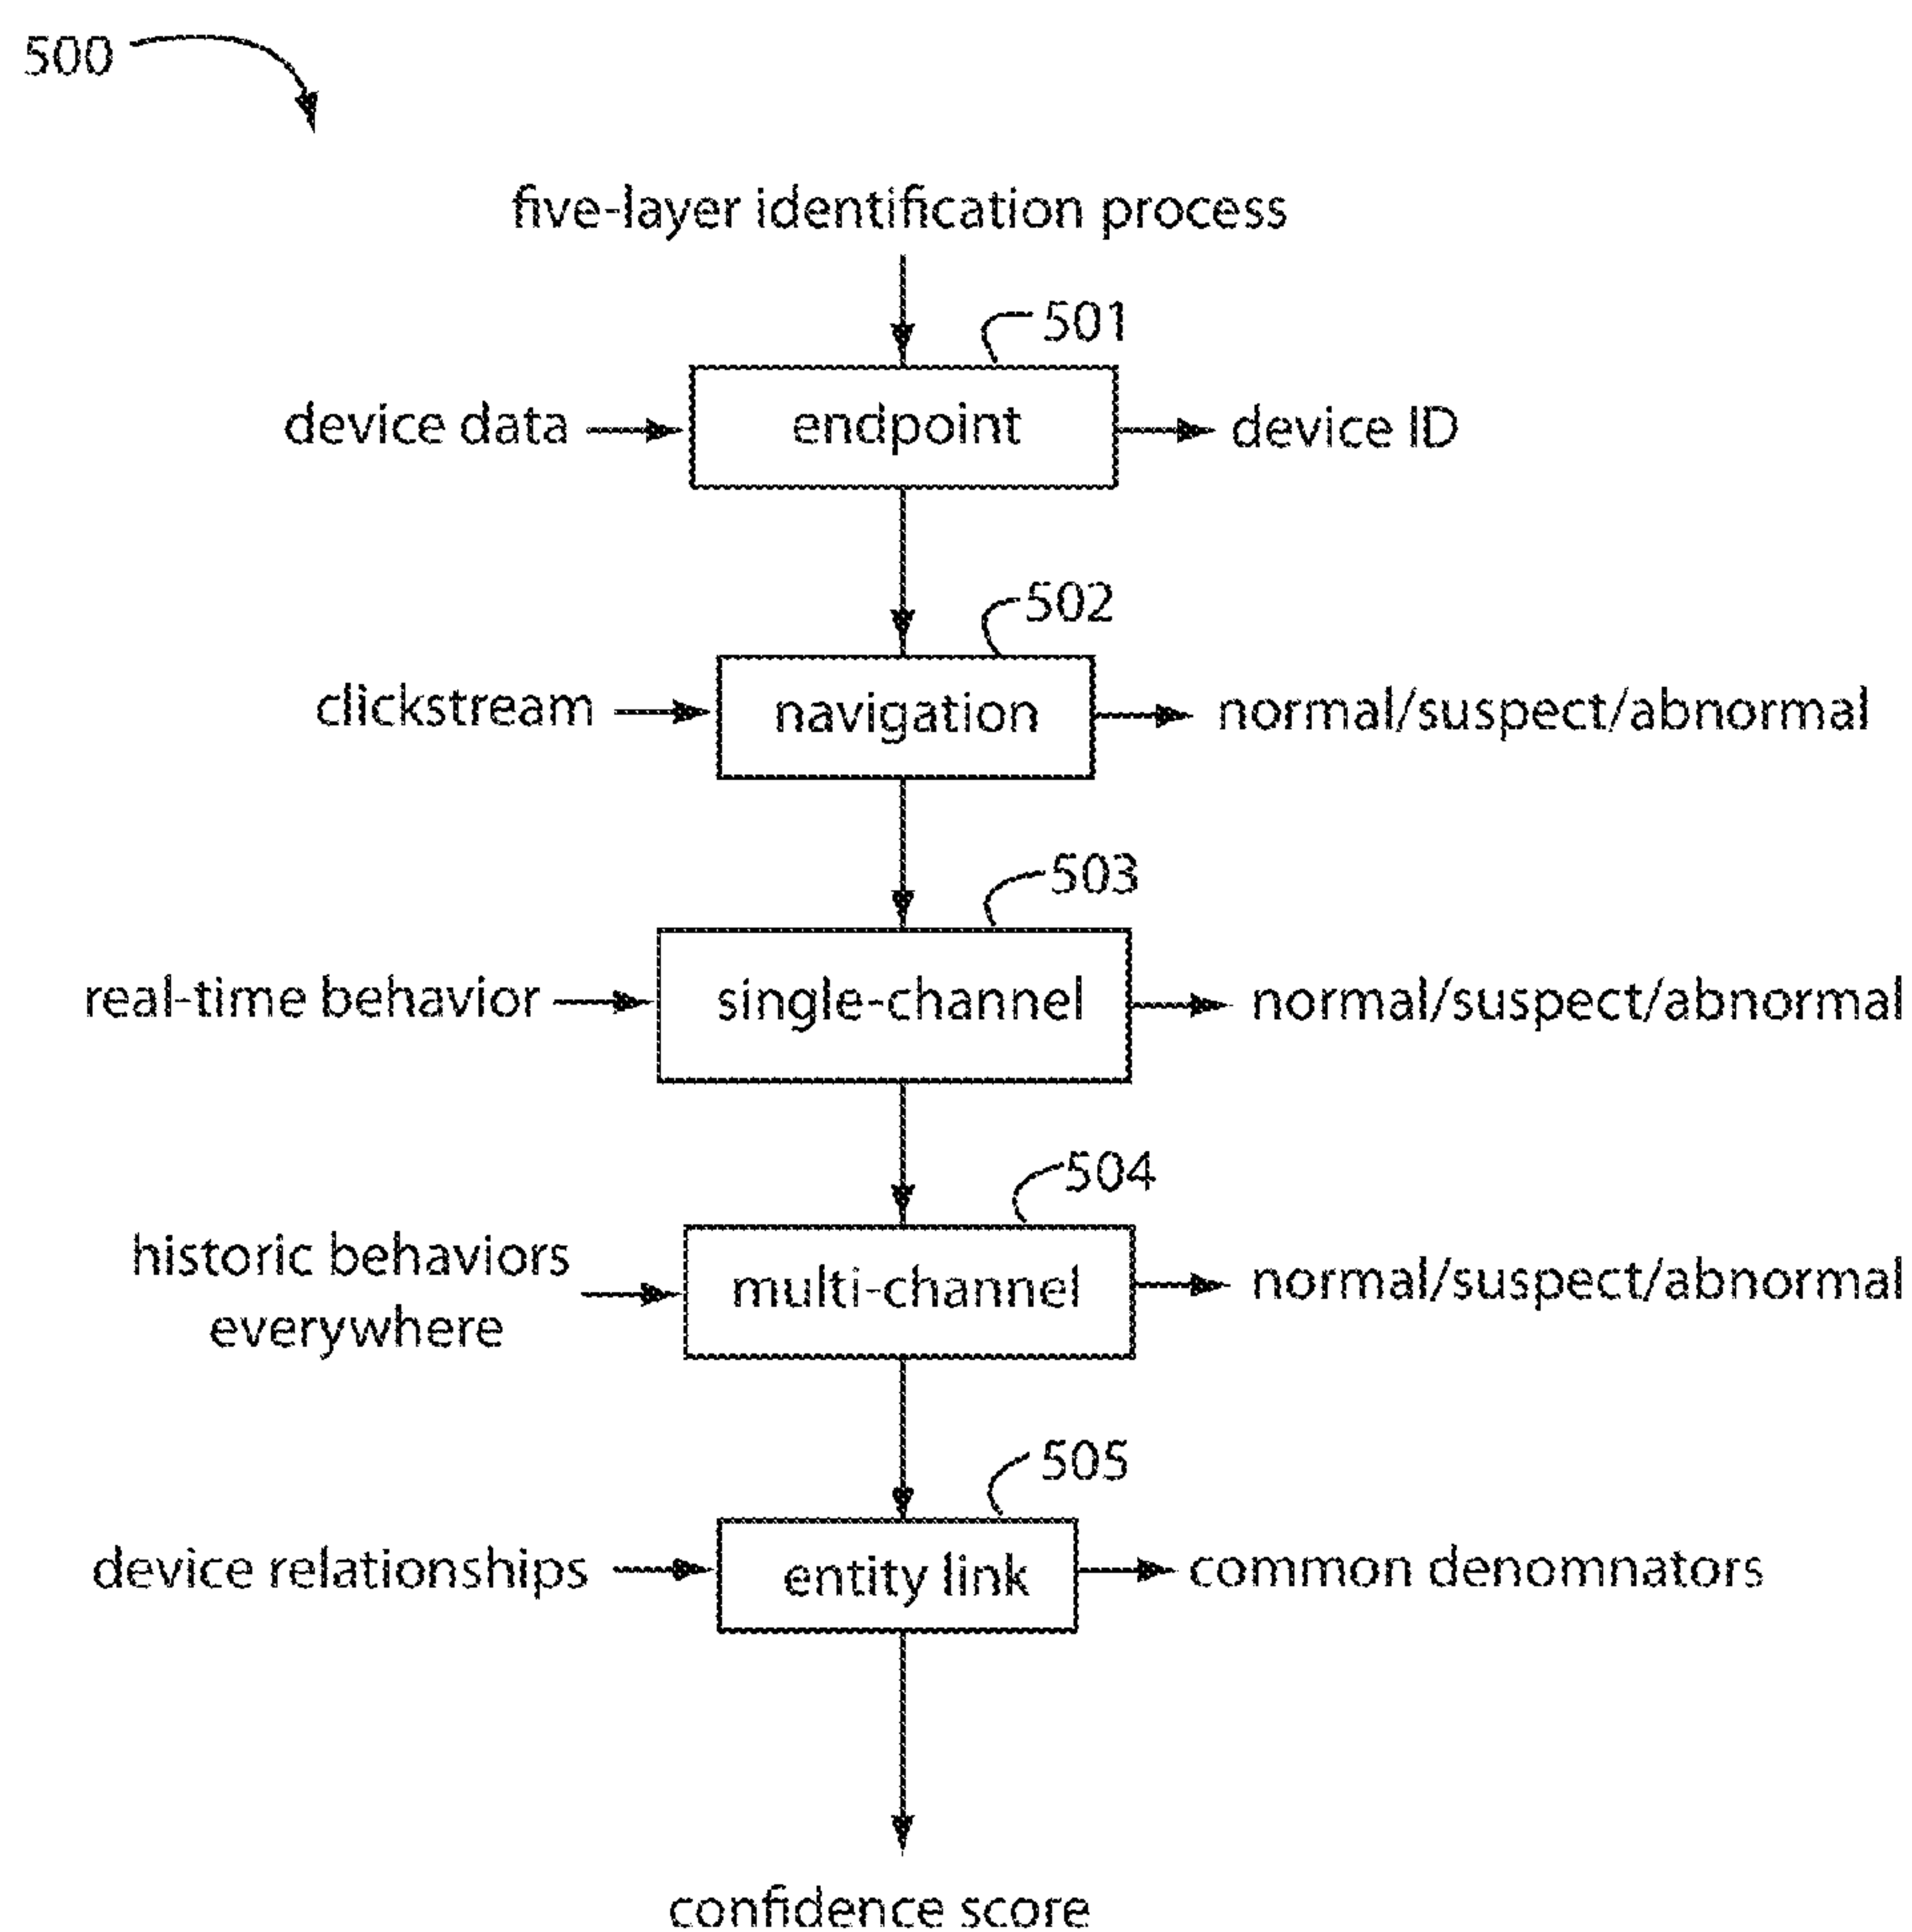 500
five-layer identification process
501
device data
endpoint
device ID
502
clickstream
navigation
normal/suspect/abnormal
503
real-time behavior
single-channel
normal/suspect/abnormal
504
historic behaviors
everywhere
multi-channel
normal/suspect/abnormal
505
device relationships
entity link
common denomnators
confidence score